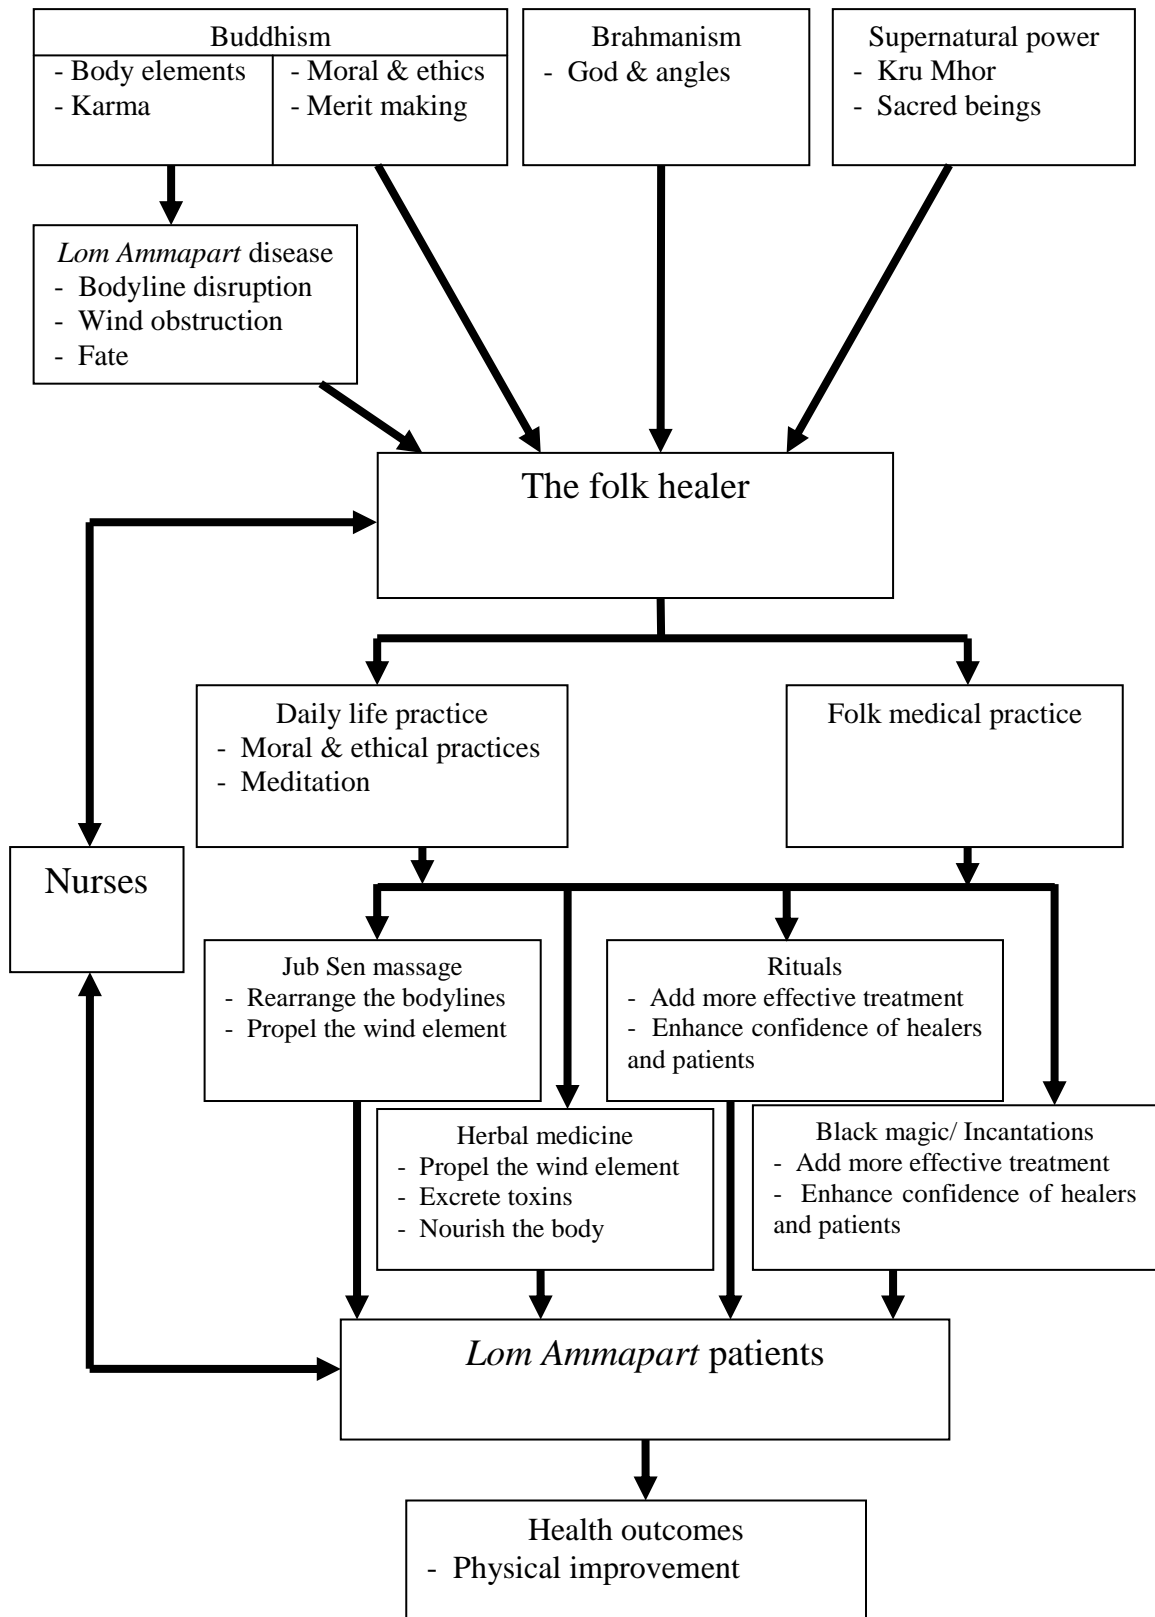 Buddhism
- Body elements
- Karma
- Moral & ethics
- Merit making
Brahmanism
- God & angles
Supernatural power
- Kru Mhor
- Sacred beings
Lom Ammapart disease
- Bodyline disruption
- Wind obstruction
- Fate
The folk healer
Daily life practice
- Moral & ethical practices
- Meditation
Folk medical practice
Nurses
Jub Sen massage
- Rearrange the bodylines
- Propel the wind element
Rituals
- Add more effective treatment
- Enhance confidence of healers
and patients
Herbal medicine
- Propel the wind element
- Excrete toxins
- Nourish the body
Black magic/ Incantations
- Add more effective treatment
- Enhance confidence of healers
and patients
Lom Ammapart patients
Health outcomes
- Physical improvement